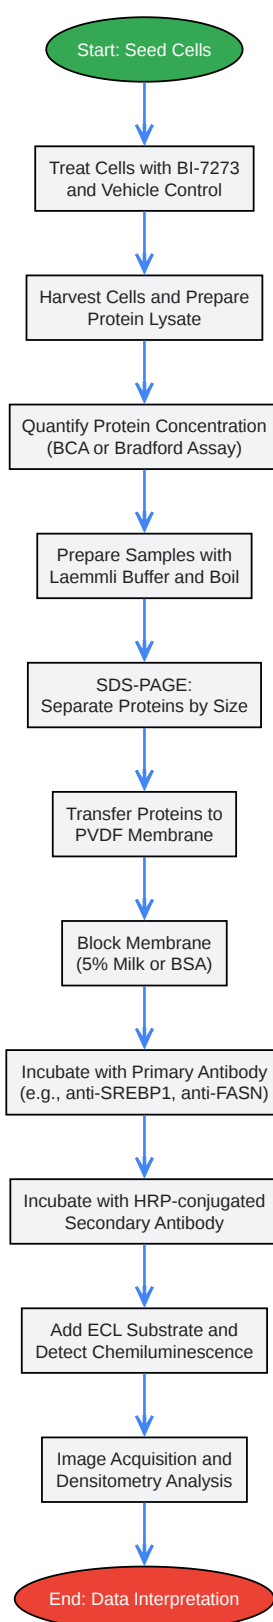 Start: Seed Cells
Treat Cells with BI-7273
and Vehicle Control
Harvest Cells and Prepare
Protein Lysate
Quantify Protein Concentration
(BCA or Bradford Assay)
Prepare Samples with
Laemmli Buffer and Boil
SDS-PAGE:
Separate Proteins by Size
Transfer Proteins to
PVDF Membrane
Block Membrane
(5% Milk or BSA)
Incubate with Primary Antibody
(e.g., anti-SREBP1, anti-FASN)
Incubate with HRP-conjugated
Secondary Antibody
Add ECL Substrate and
Detect Chemiluminescence
Image Acquisition and
Densitometry Analysis
End: Data Interpretation